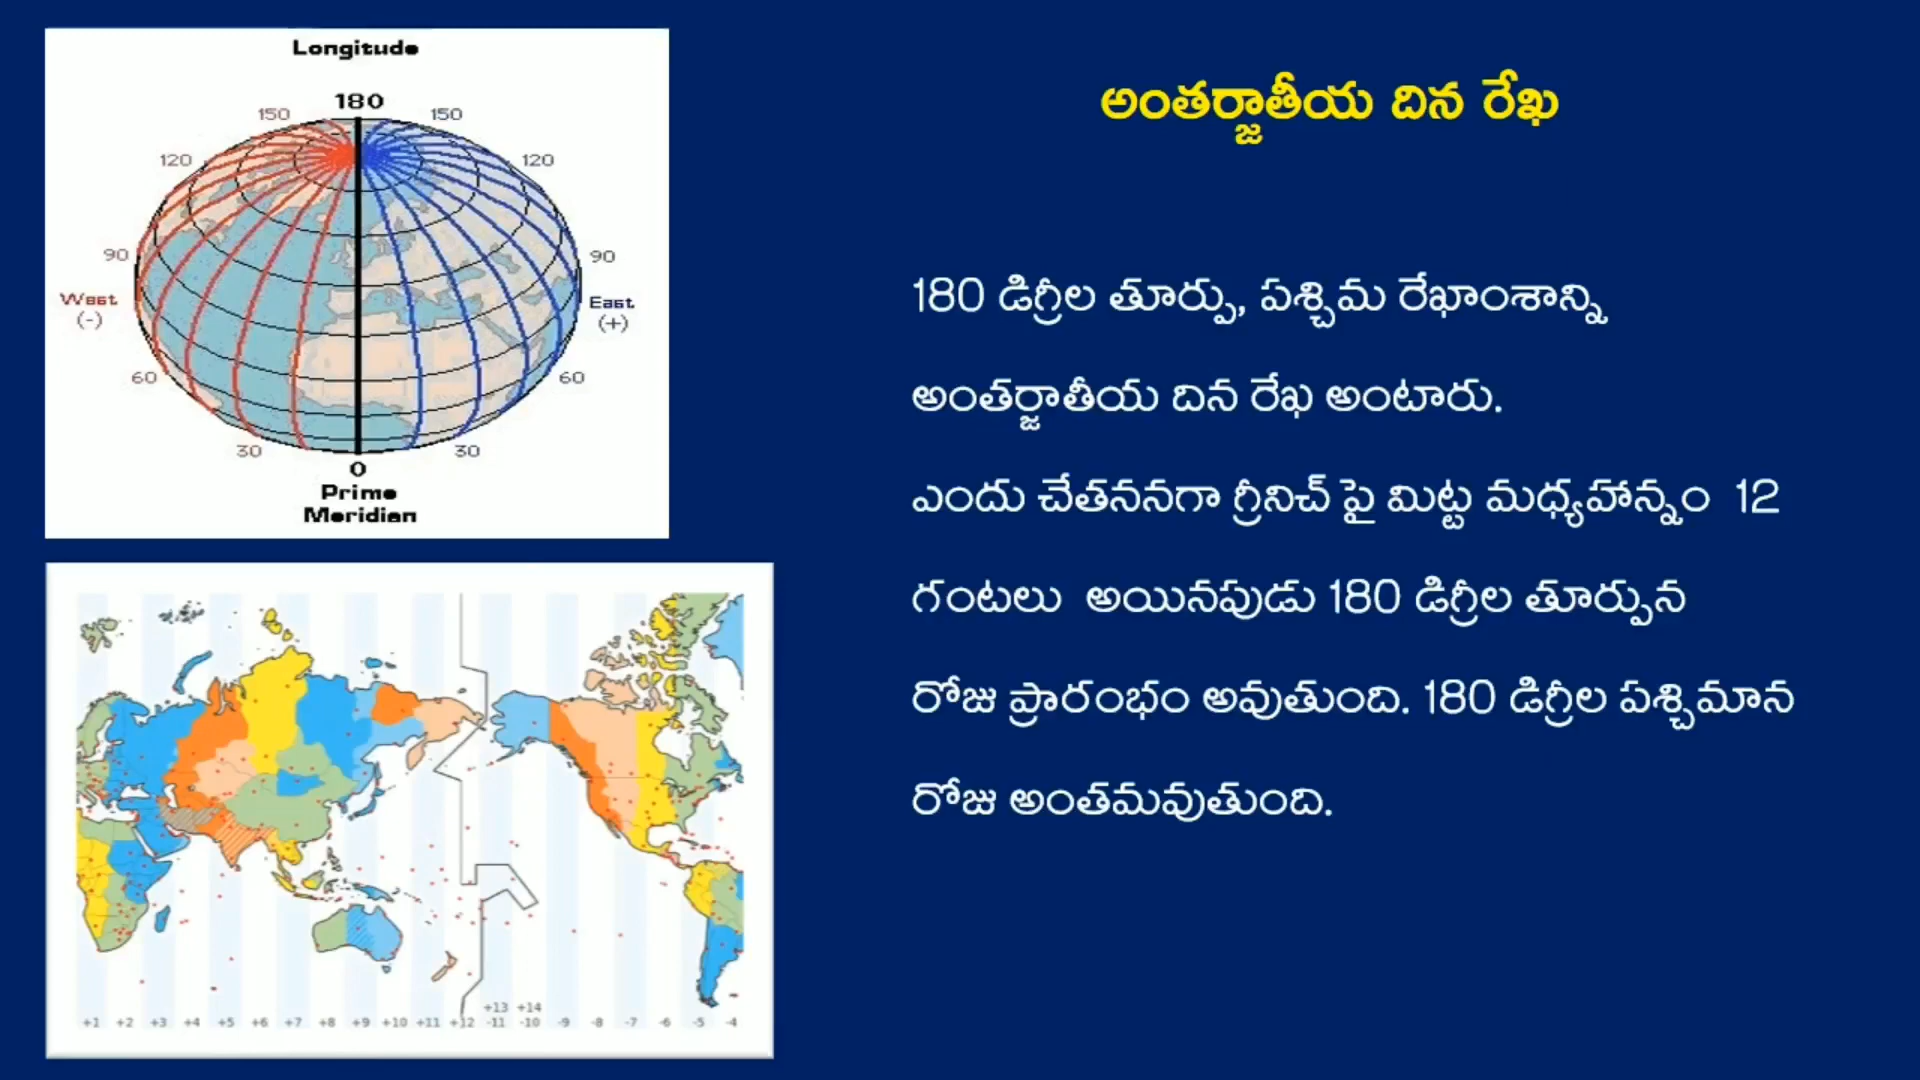 Longitude
180
150
150
120
120
90
90
West
(-)
East
(+)
60
60
30
30
0
Prime
Meridian
అంతర్జాతీయ దిన రేఖ
180 డిగ్రీల తూర్పు, పశ్చిమ రేఖాంశాన్ని
అంతర్జాతీయ దిన రేఖ అంటారు.
ఎందు చేతననగా గ్రీనిచ్ పై మిట్ట మధ్యహాన్నం 12
గంటలు అయినపుడు 180 డిగ్రీల తూర్పున
రోజు ప్రారంభం అవుతుంది. 180 డిగ్రీల పశ్చిమాన
రోజు అంతమవుతుంది.
+13 +14
+1 +2 +3 +4 +5 +6 +7 +8 +9 +10 +11 +12 -11 -10 -9 -8 -7 -6 -5 -4